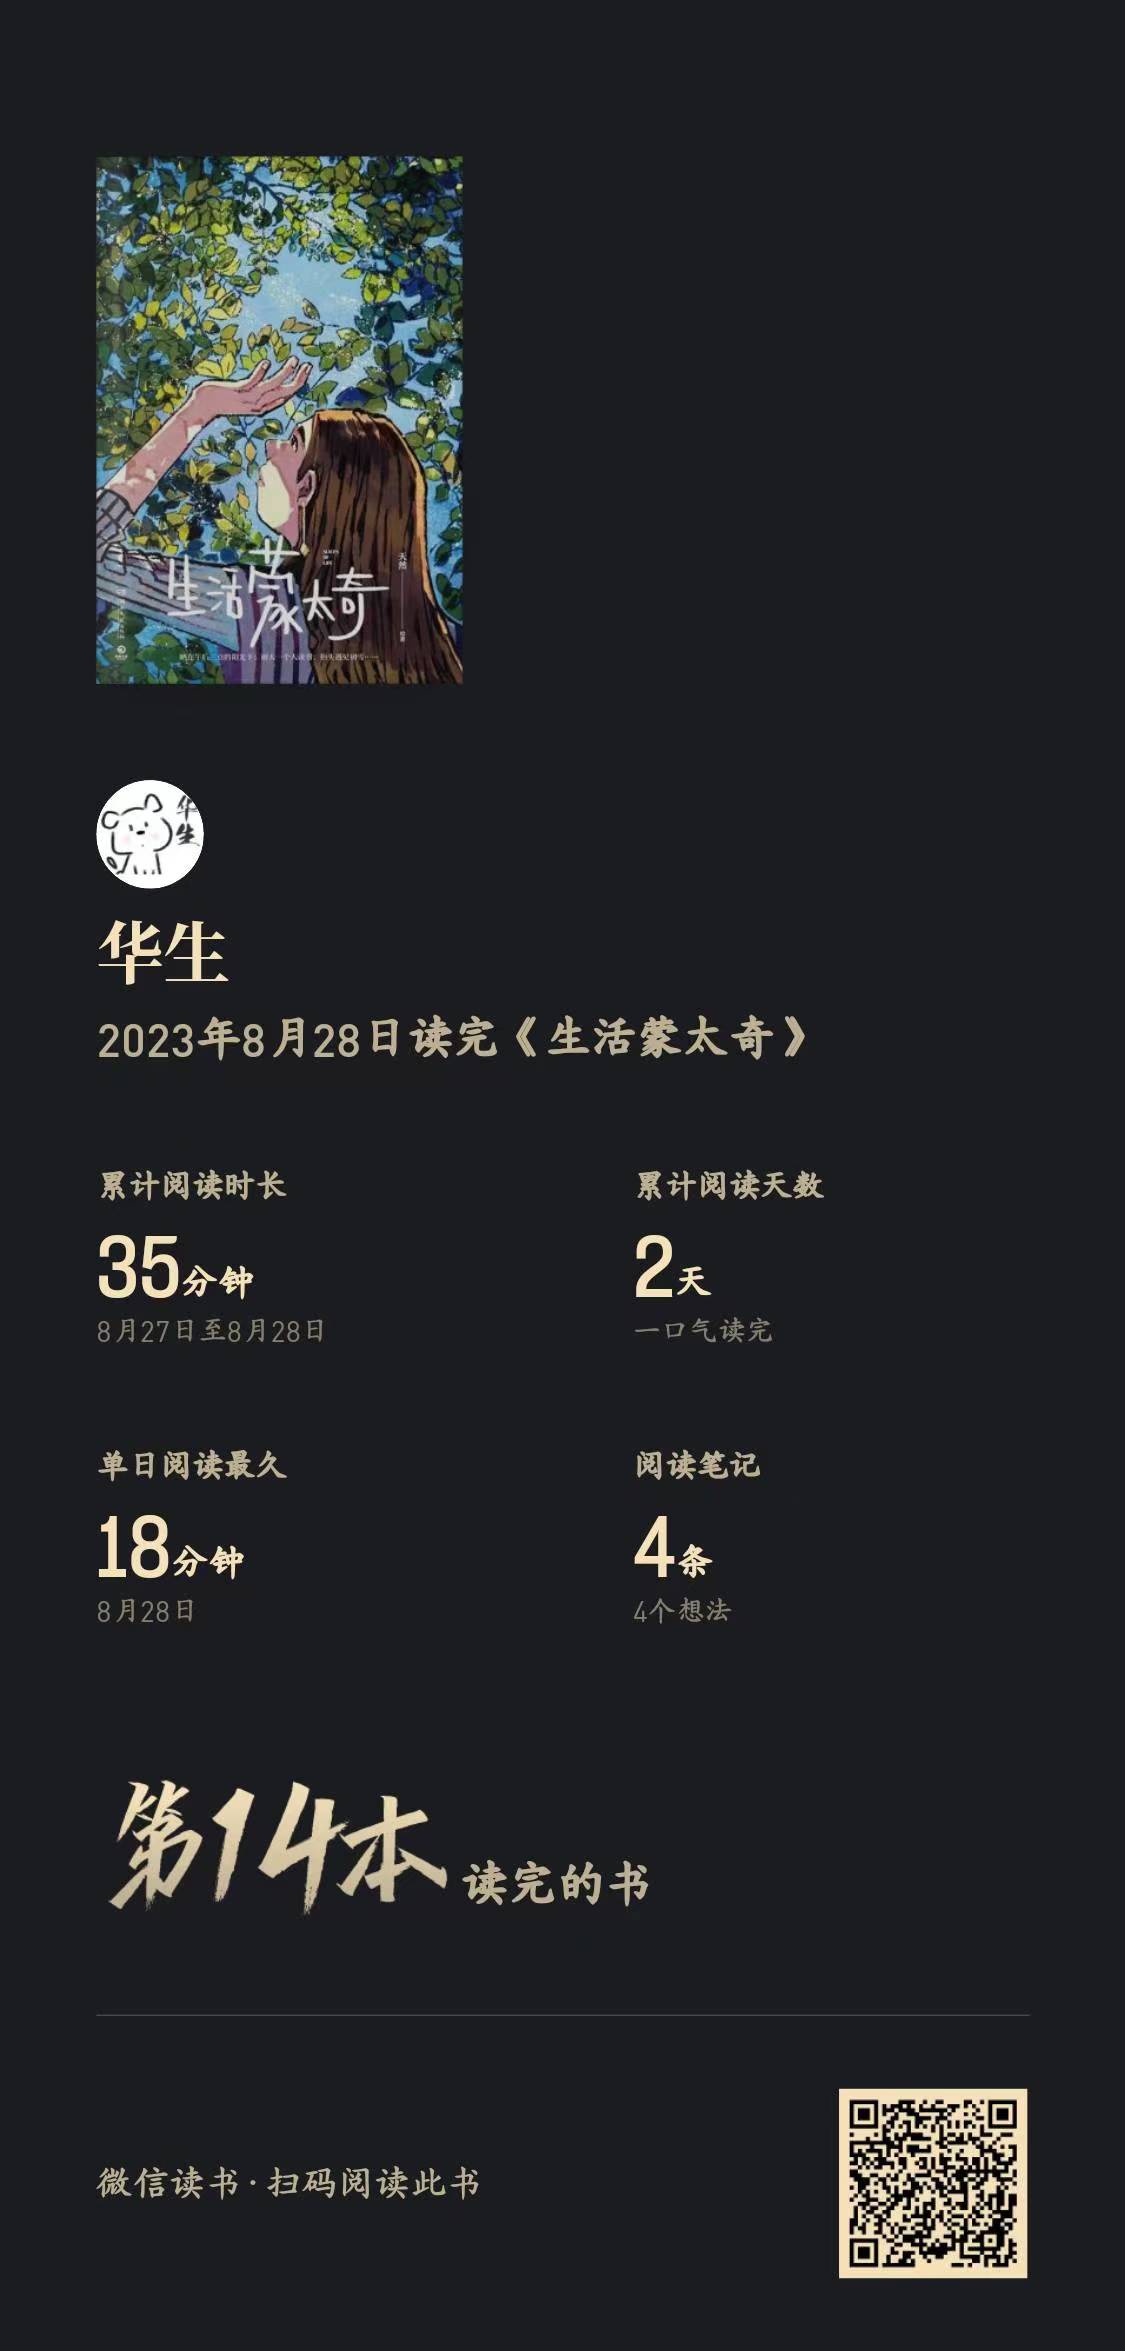 SLICES
OF
LIFE
天然
绘著
生活蒙太奇
华生
华生
2023年8月28日读完《生活蒙太奇》
累计阅读时长
累计阅读天数
35分钟
2天
8月27日至8月28日
一口气读完
单日阅读最久
阅读笔记
18分钟
4条
8月28日
4个想法
第14本 读完的书
微信读书·扫码阅读此书